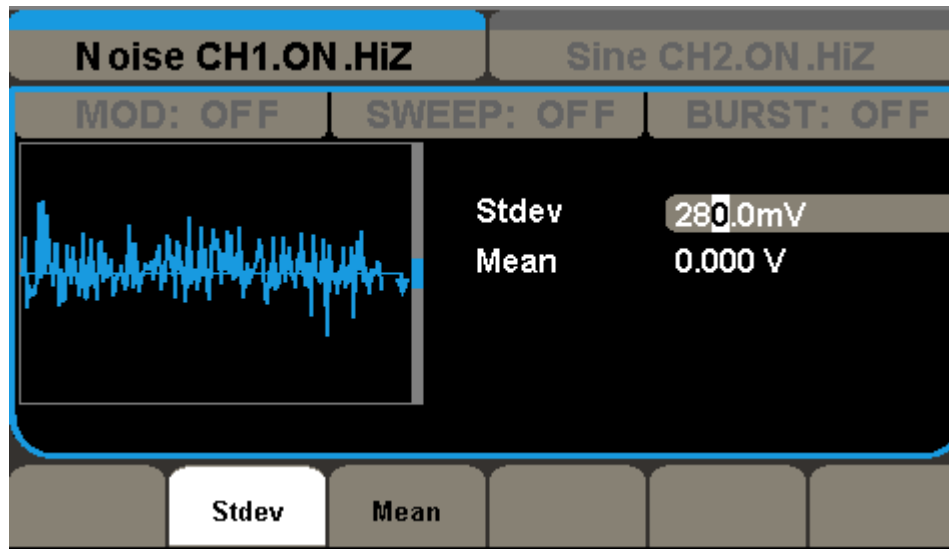 Noise CH1.ON.HiZ Sine CH2.ON.HiZ
MOD: OFF SWEEP: OFF BURST: OFF
Stdev 280.0mV
Mean 0.000 V
Stdev Mean